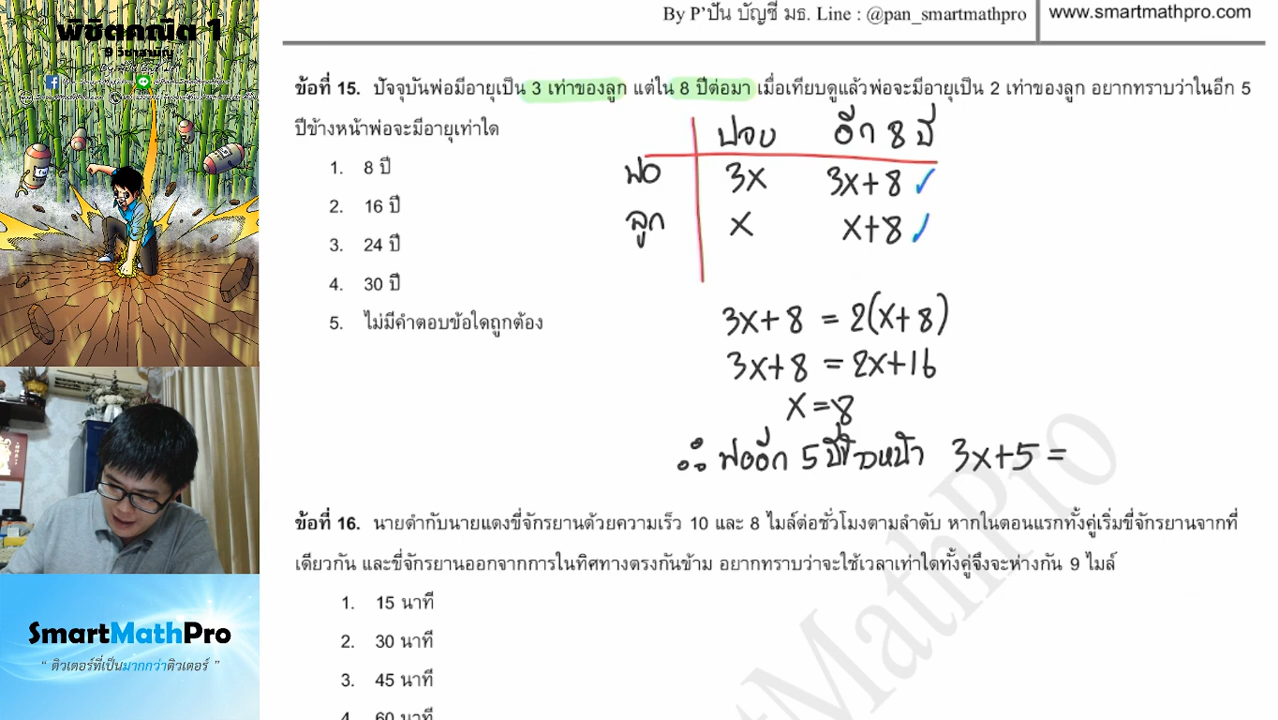 พิชิตคณิต 1
9 วิชาสามัญ
By P'ปั้น บัญชี มธ. Line : @pan_smartmathpro
www.smartmathpro.com
ข้อที่ 15. ปัจจุบันพ่อมีอายุเป็น 3 เท่าของลูก แต่ใน 8 ปีต่อมา เมื่อเทียบดูแล้วพ่อจะมีอายุเป็น 2 เท่าของลูก อยากทราบว่าในอีก 5
ปีข้างหน้าพ่อจะมีอายุเท่าใด
1. 8 ปี
2. 16 ปี
3. 24 ปี
4. 30 ปี
5. ไม่มีคำตอบข้อใดถูกต้อง
ปจบ อีก 8 ปี
พ่อ 3x 3x+8 ✓
ลูก x x+8 ✓
3x+8 = 2(x+8)
3x+8 = 2x+16
x = 8
∴ พ่ออีก 5 ปีข้างหน้า 3x+5 =
ข้อที่ 16. นายดำกับนายแดงขี่จักรยานด้วยความเร็ว 10 และ 8 ไมล์ต่อชั่วโมงตามลำดับ หากในตอนแรกทั้งคู่เริ่มขี่จักรยานจากที่
เดียวกัน และขี่จักรยานออกจากการในทิศทางตรงกันข้าม อยากทราบว่าจะใช้เวลาเท่าใดทั้งคู่จึงจะห่างกัน 9 ไมล์
1. 15 นาที
2. 30 นาที
3. 45 นาที
4. 60 นาที
MathPro
SmartMathPro
“ ติวเตอร์ที่เป็นมากกว่าติวเตอร์ ”